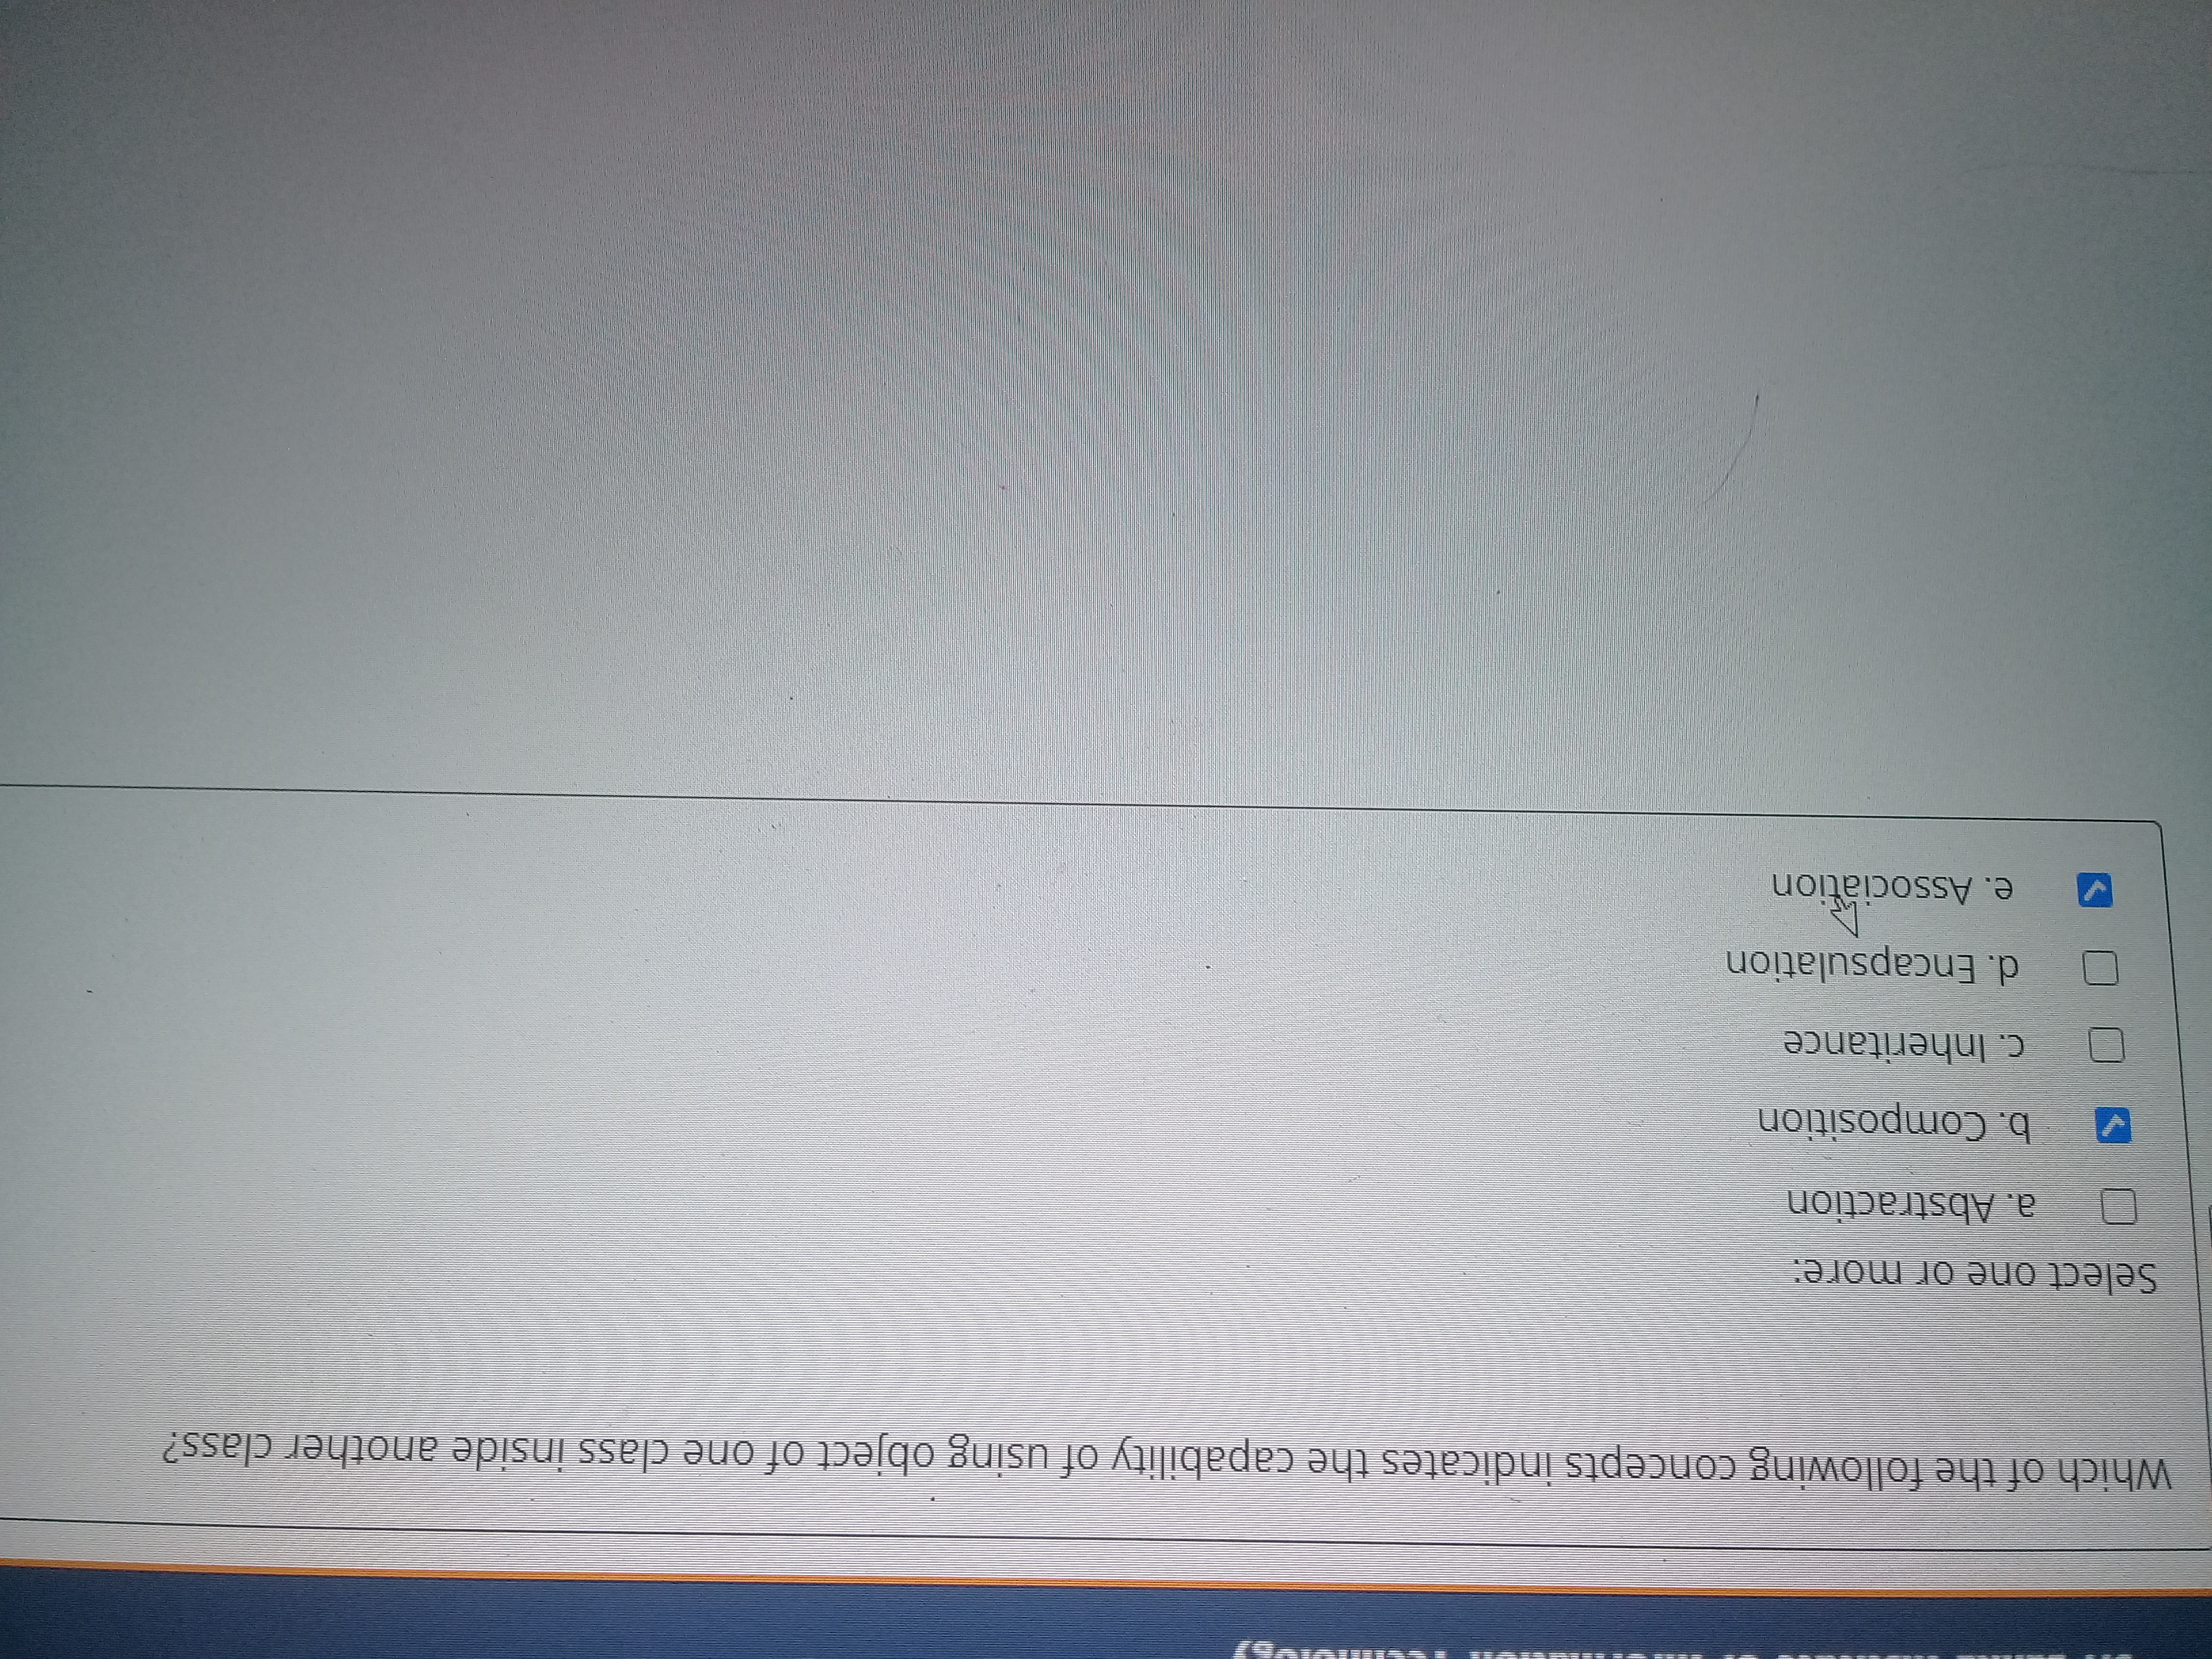 Information Technology
Which of the following concepts indicates the capability of using object of one class inside another class?
Select one or more:
a. Abstraction
b. Composition
c. Inheritance
d. Encapsulation
e. Association